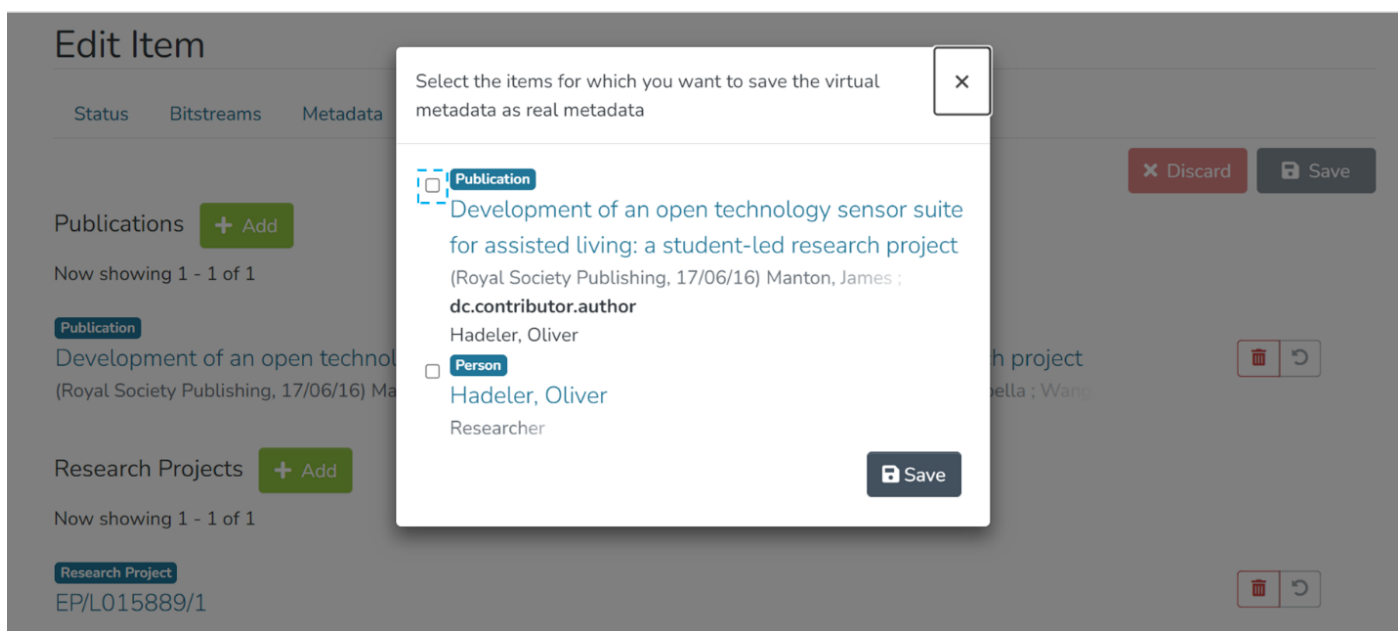 Edit Item
Status Bitstreams Metadata
Discard Save
Publications Add
Now showing 1 - 1 of 1
Publication
Development of an open technol h project
(Royal Society Publishing, 17/06/16) Ma ella ; Wang
Research Projects Add
Now showing 1 - 1 of 1
Research Project
EP/L015889/1
Select the items for which you want to save the virtual
metadata as real metadata
Publication
Development of an open technology sensor suite
for assisted living: a student-led research project
(Royal Society Publishing, 17/06/16) Manton, James ;
dc.contributor.author
Hadeler, Oliver
Person
Hadeler, Oliver
Researcher
Save